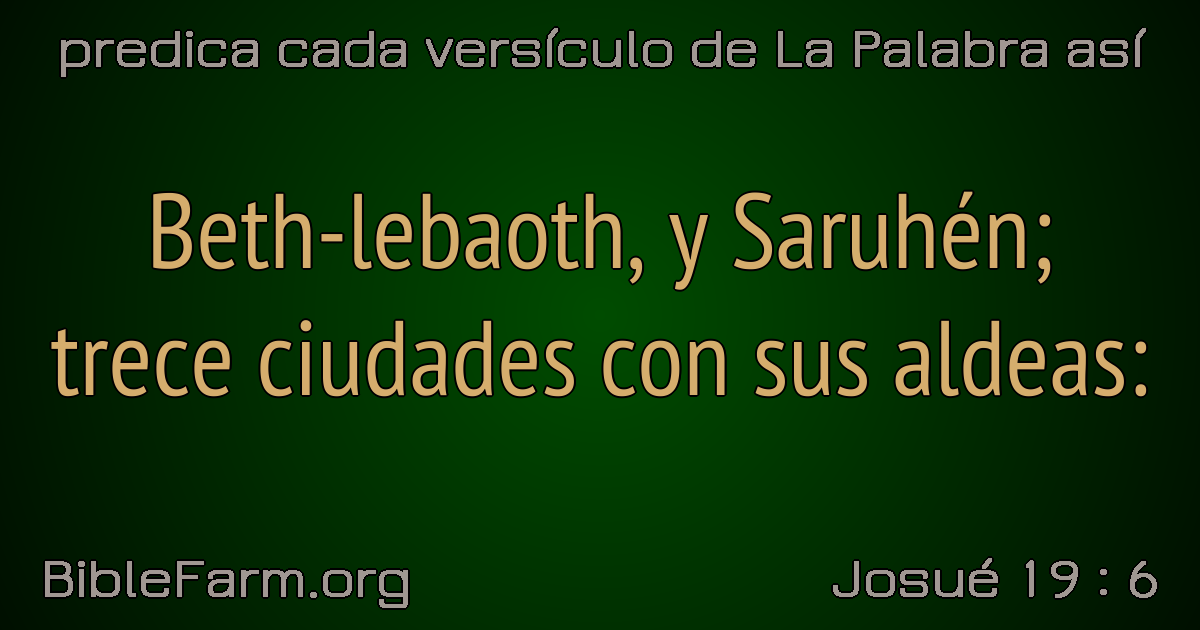 predica cada versículo de La Palabra así
Beth-lebaoth, y Saruhén;
trece ciudades con sus aldeas:
BibleFarm.org
Josué 19 : 6